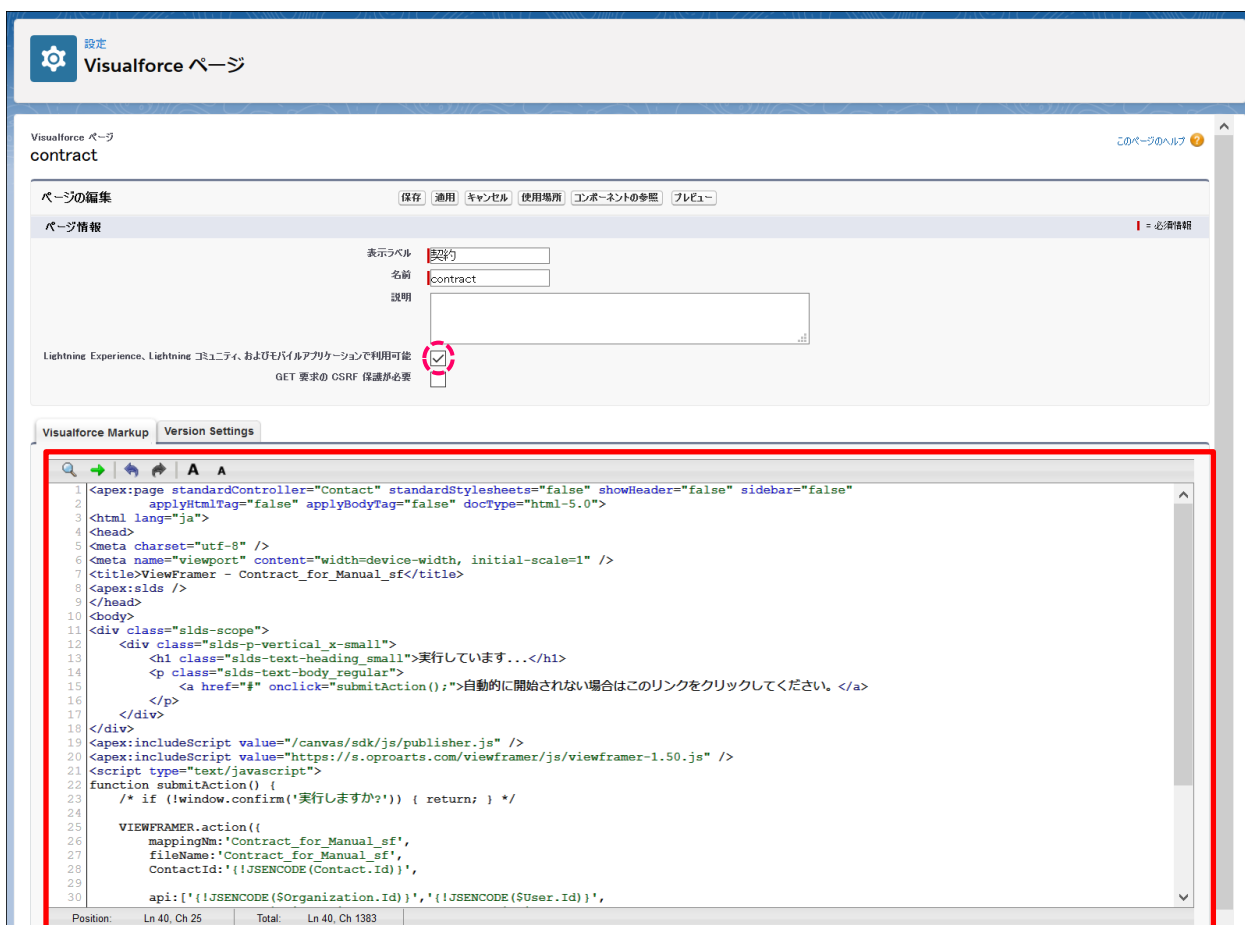 設定
Visualforce ページ
Visualforce ページ
contract
このページのヘルプ ?
ページの編集
保存 適用 キャンセル 使用場所 コンポーネントの参照 プレビュー
ページ情報
= 必須情報
表示ラベル 契約
名前 contract
説明
Lightning Experience、Lightning コミュニティ、およびモバイルアプリケーションで利用可能
GET 要求の CSRF 保護が必要
Visualforce Markup Version Settings
A A
1 <apex:page standardController="Contact" standardStylesheets="false" showHeader="false" sidebar="false"
2 applyHtmlTag="false" applyBodyTag="false" docType="html-5.0">
3 <html lang="ja">
4 <head>
5 <meta charset="utf-8" />
6 <meta name="viewport" content="width=device-width, initial-scale=1" />
7 <title>ViewFramer - Contract_for_Manual_sf</title>
8 <apex:slds />
9 </head>
10 <body>
11 <div class="slds-scope">
12 <div class="slds-p-vertical_x-small">
13 <h1 class="slds-text-heading_small">実行しています...</h1>
14 <p class="slds-text-body_regular">
15 <a href="#" onclick="submitAction();">自動的に開始されない場合はこのリンクをクリックしてください。</a>
16 </p>
17 </div>
18 </div>
19 <apex:includeScript value="/canvas/sdk/js/publisher.js" />
20 <apex:includeScript value="https://s.oproarts.com/viewframer/js/viewframer-1.50.js" />
21 <script type="text/javascript">
22 function submitAction() {
23 /* if (!window.confirm('実行しますか?')) { return; } */
24
25 VIEWFRAMER.action({
26 mappingNm:'Contract_for_Manual_sf',
27 fileName:'Contract_for_Manual_sf',
28 ContactId:'{!JSENCODE(Contact.Id)}',
29
30 api:['{!JSENCODE($Organization.Id)}','{!JSENCODE($User.Id)}',
Position: Ln 40, Ch 25 Total: Ln 40, Ch 1383